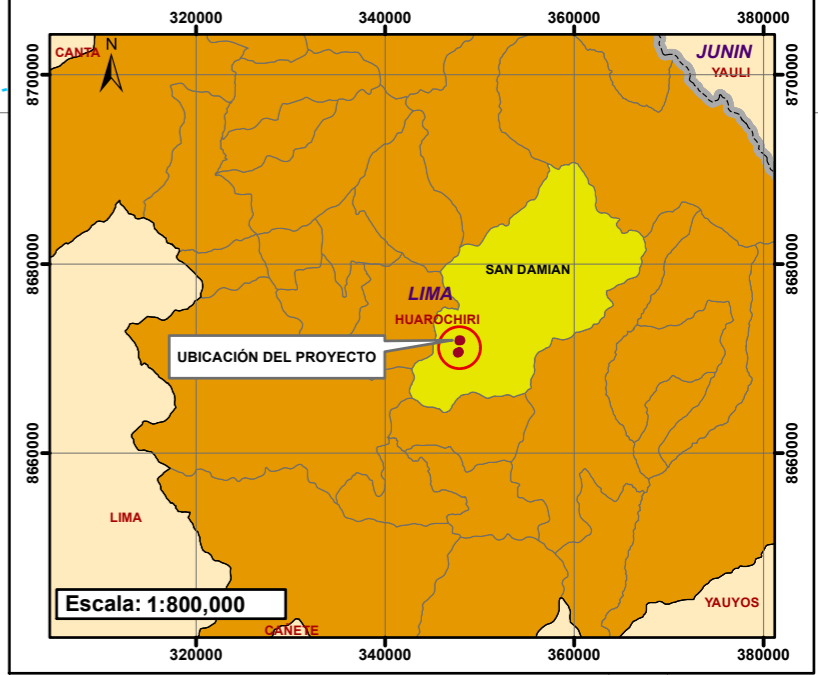 320000 340000 360000 380000
CANTA
N
JUNIN
YAULI
8700000
8700000
8680000
8680000
SAN DAMIAN
LIMA
HUAROCHIRI
UBICACIÓN DEL PROYECTO
8660000
8660000
LIMA
YAUYOS
Escala: 1:800,000
CAÑETE
320000 340000 360000 380000